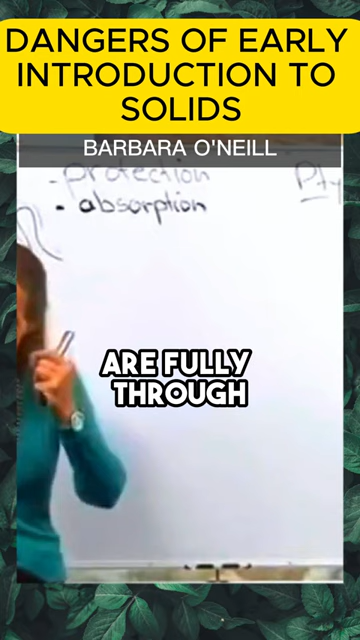 DANGERS OF EARLY
INTRODUCTION TO
SOLIDS
BARBARA O'NEILL
- protection
- absorption
ARE FULLY
THROUGH